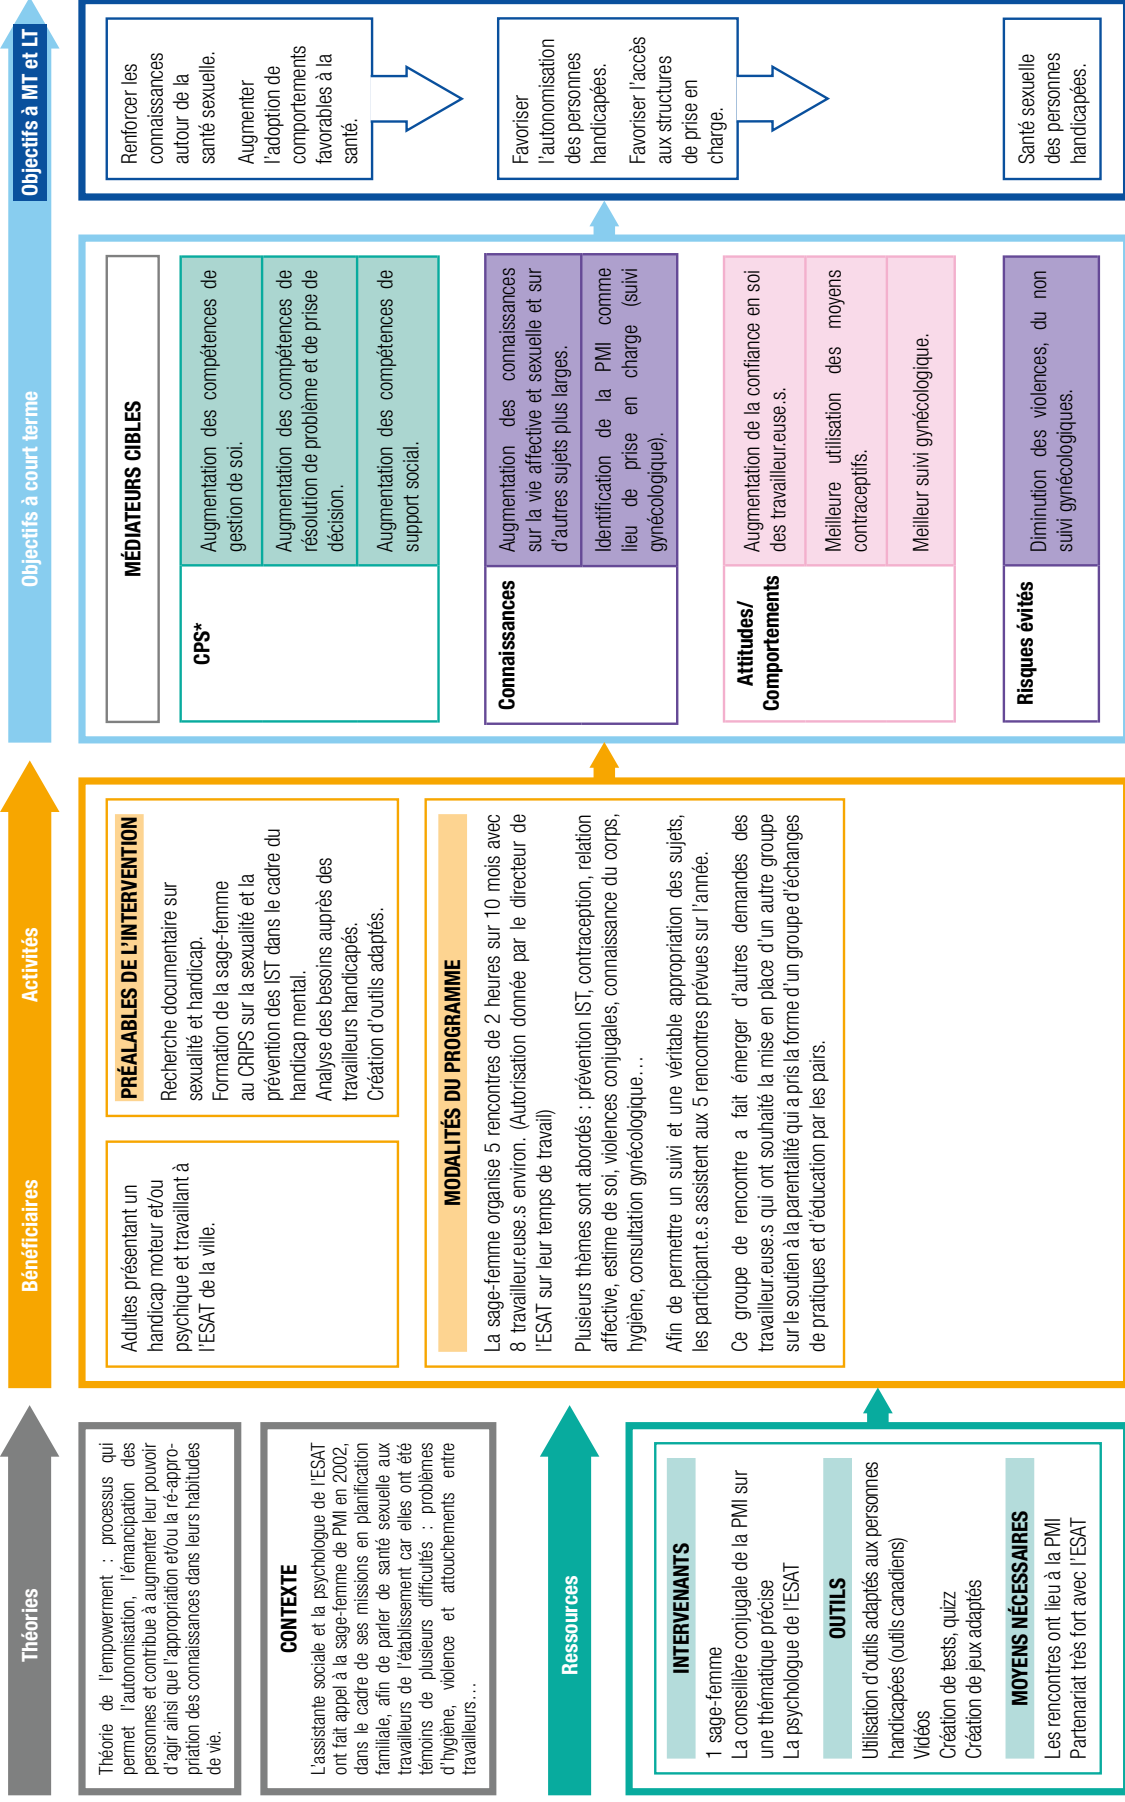 Théories
Théorie de l'empowerment : processus qui
permet l'autonomisation, l'émancipation des
personnes et contribue à augmenter leur pouvoir
d'agir ainsi que l'appropriation et/ou la ré-appro-
priation des connaissances dans leurs habitudes
de vie.
CONTEXTE
L'assistante sociale et la psychologue de l'ESAT
ont fait appel à la sage-femme de PMI en 2002,
dans le cadre de ses missions en planification
familiale, afin de parler de santé sexuelle aux
travailleurs de l'établissement car elles ont été
témoins de plusieurs difficultés : problèmes
d'hygiène, violence et attouchements entre
travailleurs…
Ressources
INTERVENANTS
1 sage-femme
La conseillère conjugale de la PMI sur
une thématique précise
La psychologue de l'ESAT
OUTILS
Utilisation d'outils adaptés aux personnes
handicapées (outils canadiens)
Vidéos
Création de tests, quizz
Création de jeux adaptés
MOYENS NÉCESSAIRES
Les rencontres ont lieu à la PMI
Partenariat très fort avec l'ESAT
Bénéficiaires
Activités
Adultes présentant un
handicap moteur et/ou
psychique et travaillant à
l'ESAT de la ville.
PRÉALABLES DE L'INTERVENTION
Recherche documentaire sur
sexualité et handicap.
Formation de la sage-femme
au CRIPS sur la sexualité et la
prévention des IST dans le cadre du
handicap mental.
Analyse des besoins auprès des
travailleurs handicapés.
Création d'outils adaptés.
MODALITÉS DU PROGRAMME
La sage-femme organise 5 rencontres de 2 heures sur 10 mois avec
8 travailleur.euse.s environ. (Autorisation donnée par le directeur de
l'ESAT sur leur temps de travail)
Plusieurs thèmes sont abordés : prévention IST, contraception, relation
affective, estime de soi, violences conjugales, connaissance du corps,
hygiène, consultation gynécologique…
Afin de permettre un suivi et une véritable appropriation des sujets,
les participant.e.s assistent aux 5 rencontres prévues sur l'année.
Ce groupe de rencontre a fait émerger d'autres demandes des
travailleur.euse.s qui ont souhaité la mise en place d'un autre groupe
sur le soutien à la parentalité qui a pris la forme d'un groupe d'échanges
de pratiques et d'éducation par les pairs.
Objectifs à court terme
MÉDIATEURS CIBLES
CPS*
Augmentation des compétences de
gestion de soi.
Augmentation des compétences de
résolution de problème et de prise de
décision.
Augmentation des compétences de
support social.
Connaissances
Augmentation des connaissances
sur la vie affective et sexuelle et sur
d'autres sujets plus larges.
Identification de la PMI comme
lieu de prise en charge (suivi
gynécologique).
Attitudes/
Comportements
Augmentation de la confiance en soi
des travailleur.euse.s.
Meilleure utilisation des moyens
contraceptifs.
Meilleur suivi gynécologique.
Risques évités
Diminution des violences, du non
suivi gynécologiques.
Objectifs à MT et LT
Renforcer les
connaissances
autour de la
santé sexuelle.
Augmenter
l'adoption de
comportements
favorables à la
santé.
Favoriser
l'autonomisation
des personnes
handicapées.
Favoriser l'accès
aux structures
de prise en
charge.
Santé sexuelle
des personnes
handicapées.